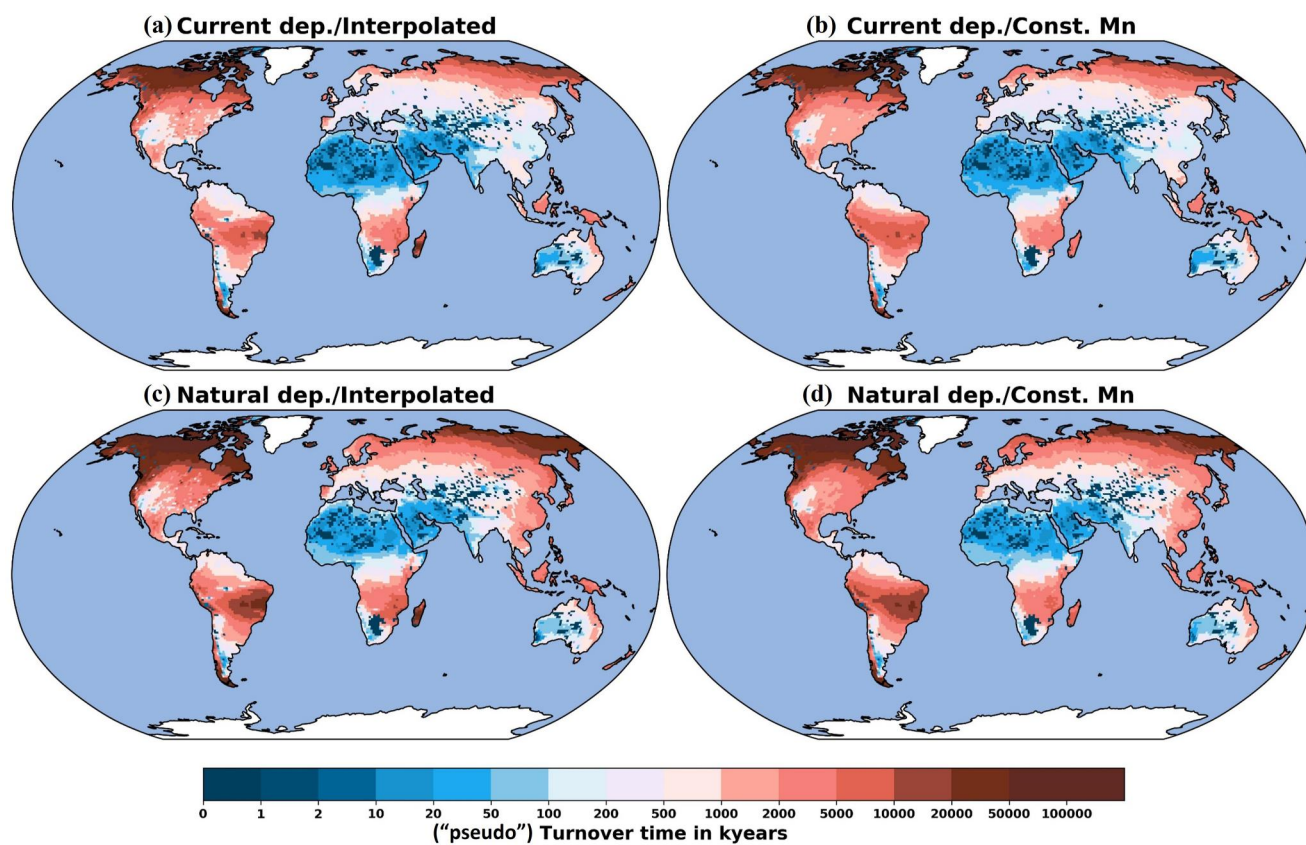 (a) Current dep./Interpolated
(b) Current dep./Const. Mn
(c) Natural dep./Interpolated
(d) Natural dep./Const. Mn
0 1 2 10 20 50 100 200 500 1000 2000 5000 10000 20000 50000 100000
("pseudo") Turnover time in kyears